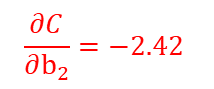 ∂C/∂b₂ = −2.42